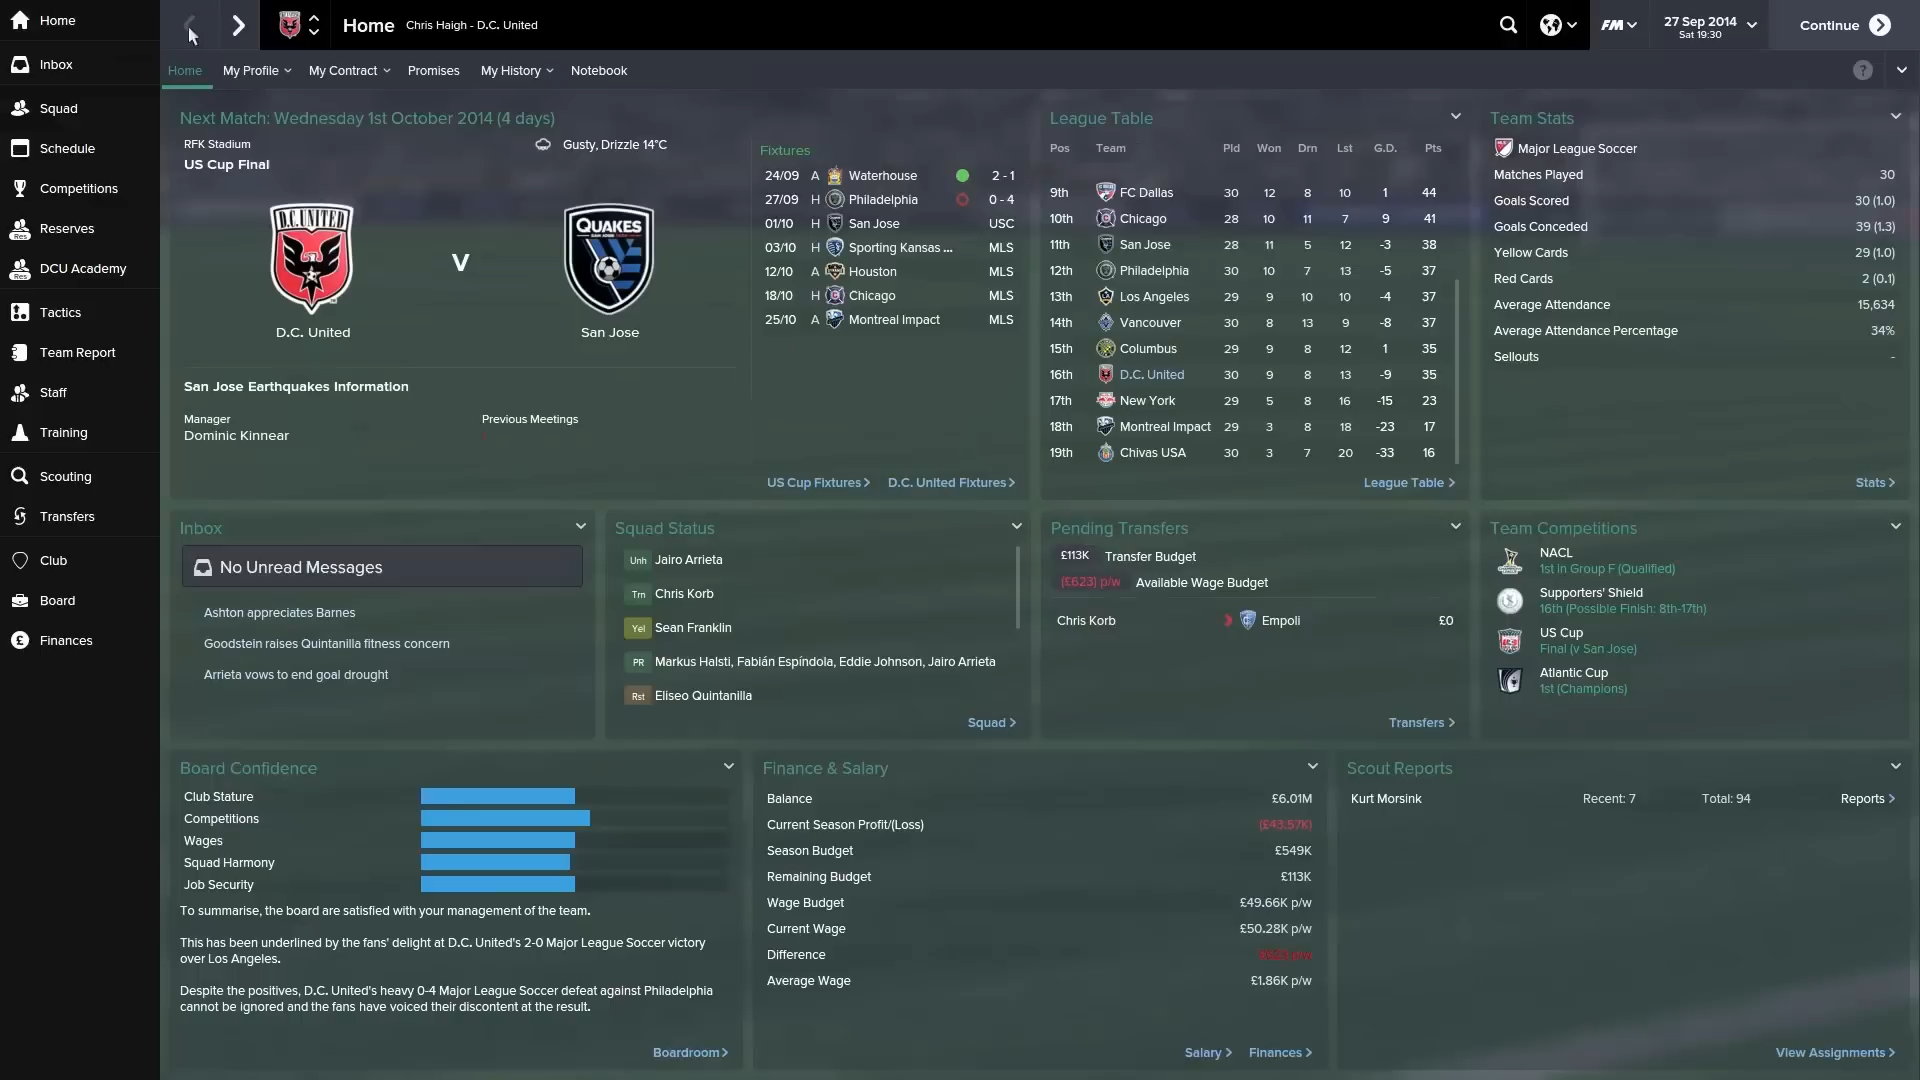 Home
Inbox
Squad
Schedule
Competitions
Reserves
DCU Academy
Tactics
Team Report
Staff
Training
Scouting
Transfers
Club
Board
Finances
Home Chris Haigh - D.C. United
FM
27 Sep 2014
Sat 19:30
Continue
Home My Profile My Contract Promises My History Notebook
?
Next Match: Wednesday 1st October 2014 (4 days)
RFK Stadium
US Cup Final
Gusty, Drizzle 14°C
D.C. UNITED
V
QUAKES
D.C. United
San Jose
San Jose Earthquakes Information
Manager
Dominic Kinnear
Previous Meetings
Fixtures
24/09 A Waterhouse 2 - 1
27/09 H Philadelphia 0 - 4
01/10 H San Jose USC
03/10 H Sporting Kansas ... MLS
12/10 A Houston MLS
18/10 H Chicago MLS
25/10 A Montreal Impact MLS
US Cup Fixtures
D.C. United Fixtures
League Table
Pos Team Pld Won Drn Lst G.D. Pts
9th FC Dallas 30 12 8 10 1 44
10th Chicago 28 10 11 7 9 41
11th San Jose 28 11 5 12 -3 38
12th Philadelphia 30 10 7 13 -5 37
13th Los Angeles 29 9 10 10 -4 37
14th Vancouver 30 8 13 9 -8 37
15th Columbus 29 9 8 12 1 35
16th D.C. United 30 9 8 13 -9 35
17th New York 29 5 8 16 -15 23
18th Montreal Impact 29 3 8 18 -23 17
19th Chivas USA 30 3 7 20 -33 16
League Table
Team Stats
Major League Soccer
Matches Played 30
Goals Scored 30 (1.0)
Goals Conceded 39 (1.3)
Yellow Cards 29 (1.0)
Red Cards 2 (0.1)
Average Attendance 15,634
Average Attendance Percentage 34%
Sellouts -
Stats
Inbox
No Unread Messages
Ashton appreciates Barnes
Goodstein raises Quintanilla fitness concern
Arrieta vows to end goal drought
Squad Status
Unh Jairo Arrieta
Trn Chris Korb
Yel Sean Franklin
PR Markus Halsti, Fabián Espíndola, Eddie Johnson, Jairo Arrieta
Rst Eliseo Quintanilla
Squad
Pending Transfers
£113K Transfer Budget
(£623) p/w Available Wage Budget
Chris Korb Empoli £0
Transfers
Team Competitions
NACL
1st in Group F (Qualified)
Supporters' Shield
16th (Possible Finish: 8th-17th)
US Cup
Final (v San Jose)
Atlantic Cup
1st (Champions)
Board Confidence
Club Stature
Competitions
Wages
Squad Harmony
Job Security
To summarise, the board are satisfied with your management of the team.
This has been underlined by the fans' delight at D.C. United's 2-0 Major League Soccer victory
over Los Angeles.
Despite the positives, D.C. United's heavy 0-4 Major League Soccer defeat against Philadelphia
cannot be ignored and the fans have voiced their discontent at the result.
Boardroom
Finance & Salary
Balance £6.01M
Current Season Profit/(Loss) (£43.57K)
Season Budget £549K
Remaining Budget £113K
Wage Budget £49.66K p/w
Current Wage £50.28K p/w
Difference £623 p/w
Average Wage £1.86K p/w
Salary
Finances
Scout Reports
Kurt Morsink Recent: 7 Total: 94 Reports
View Assignments